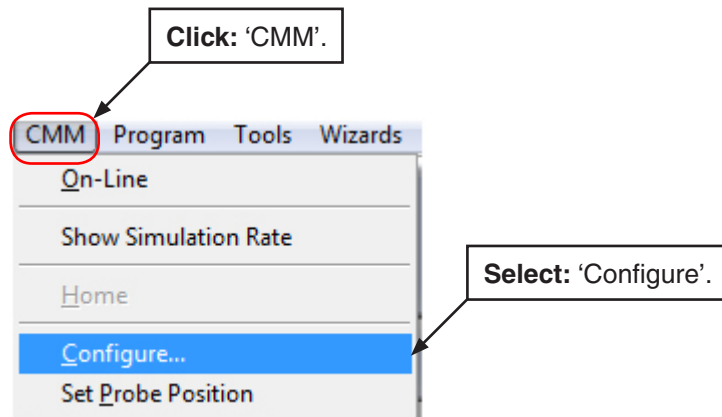 Click: ‘CMM’.
CMM Program Tools Wizards
On-Line
Show Simulation Rate
Home
Select: ‘Configure’.
Configure...
Set Probe Position